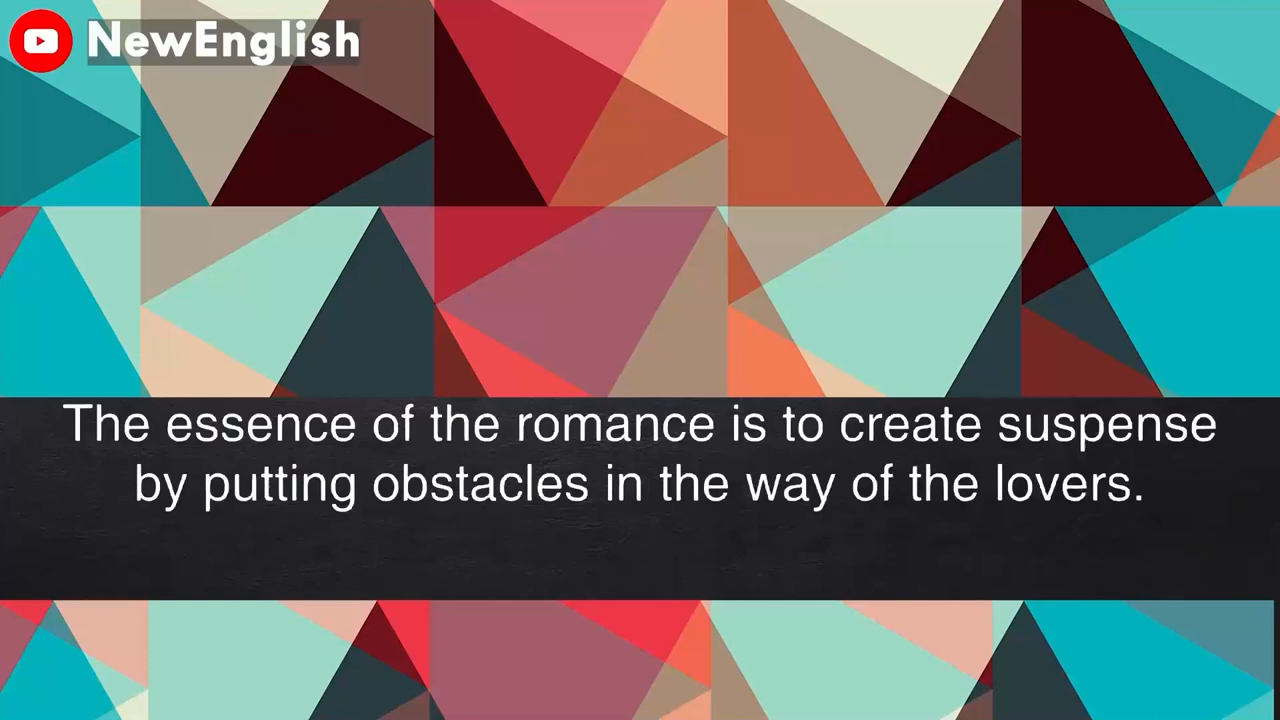 NewEnglish
The essence of the romance is to create suspense
by putting obstacles in the way of the lovers.